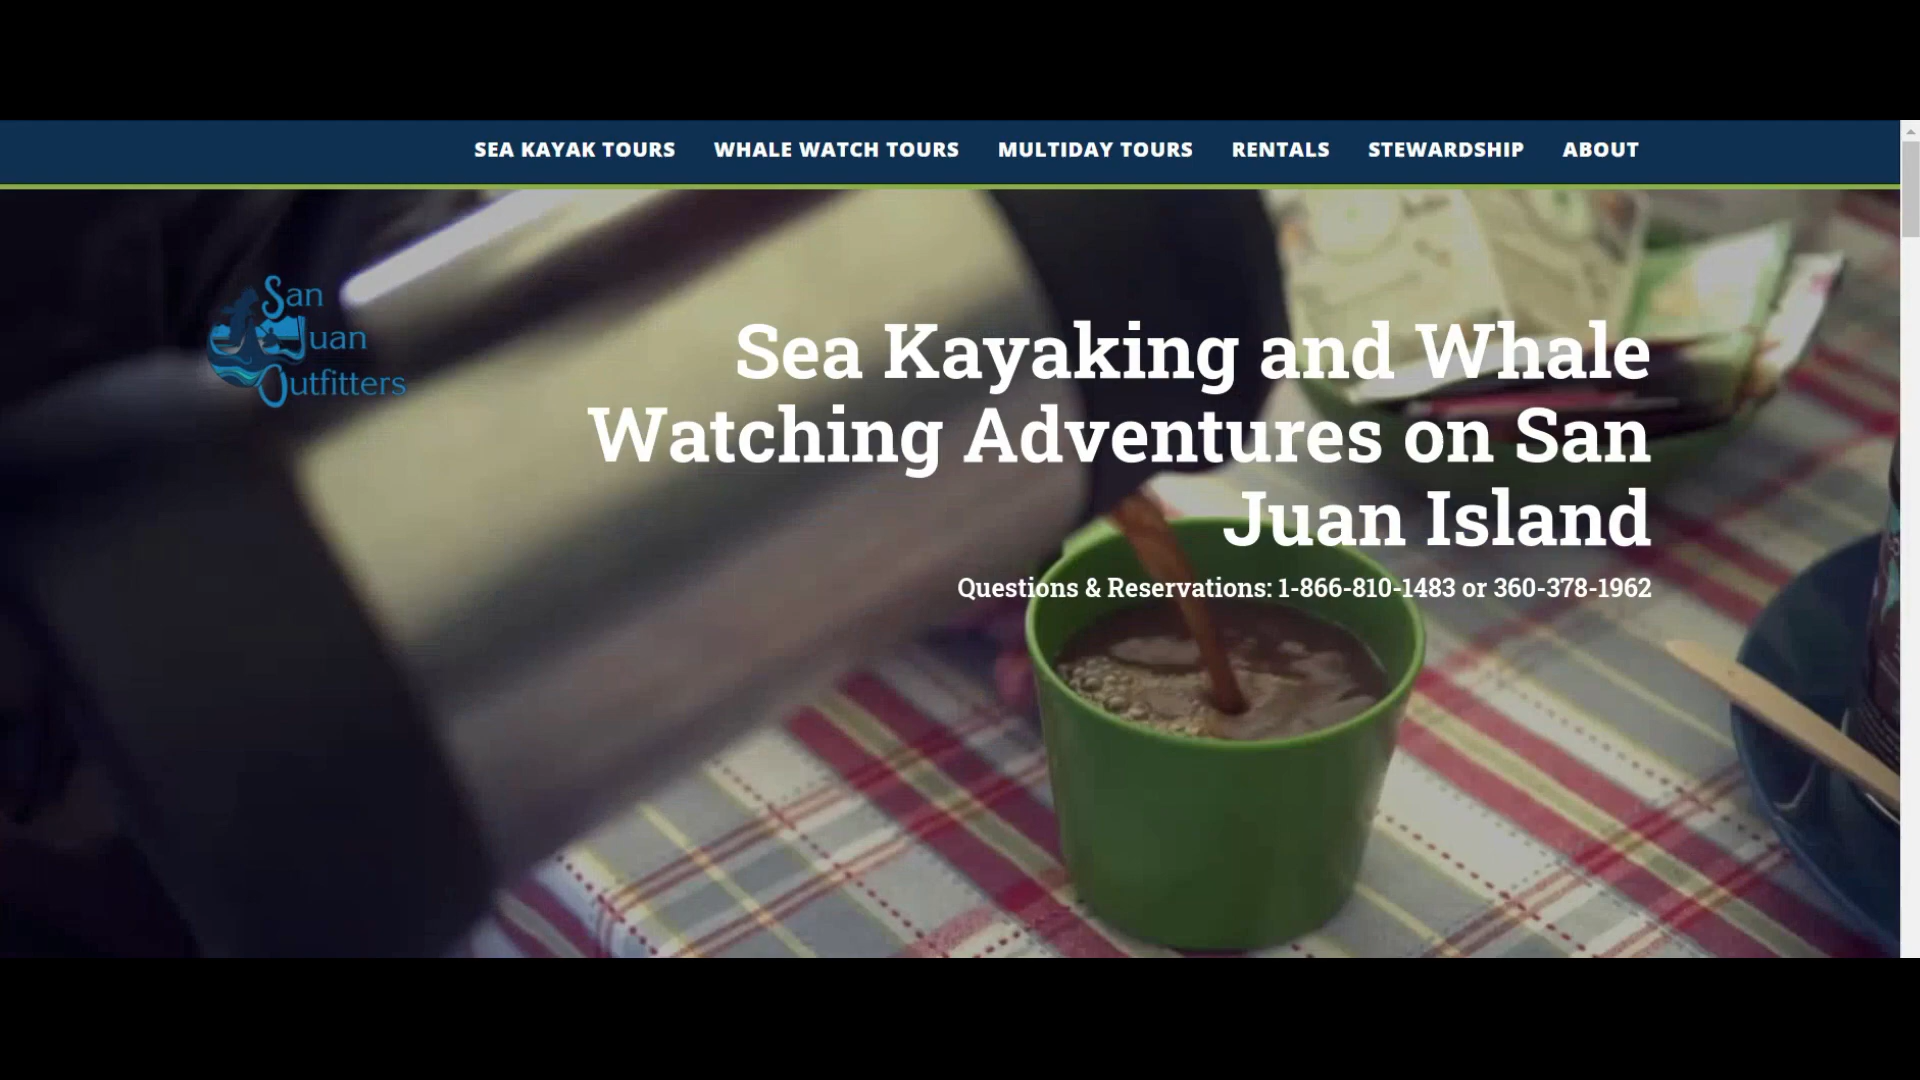 SEA KAYAK TOURS WHALE WATCH TOURS MULTIDAY TOURS RENTALS STEWARDSHIP ABOUT
San
Juan
Outfitters
Sea Kayaking and Whale
Watching Adventures on San
Juan Island
Questions & Reservations: 1-866-810-1483 or 360-378-1962